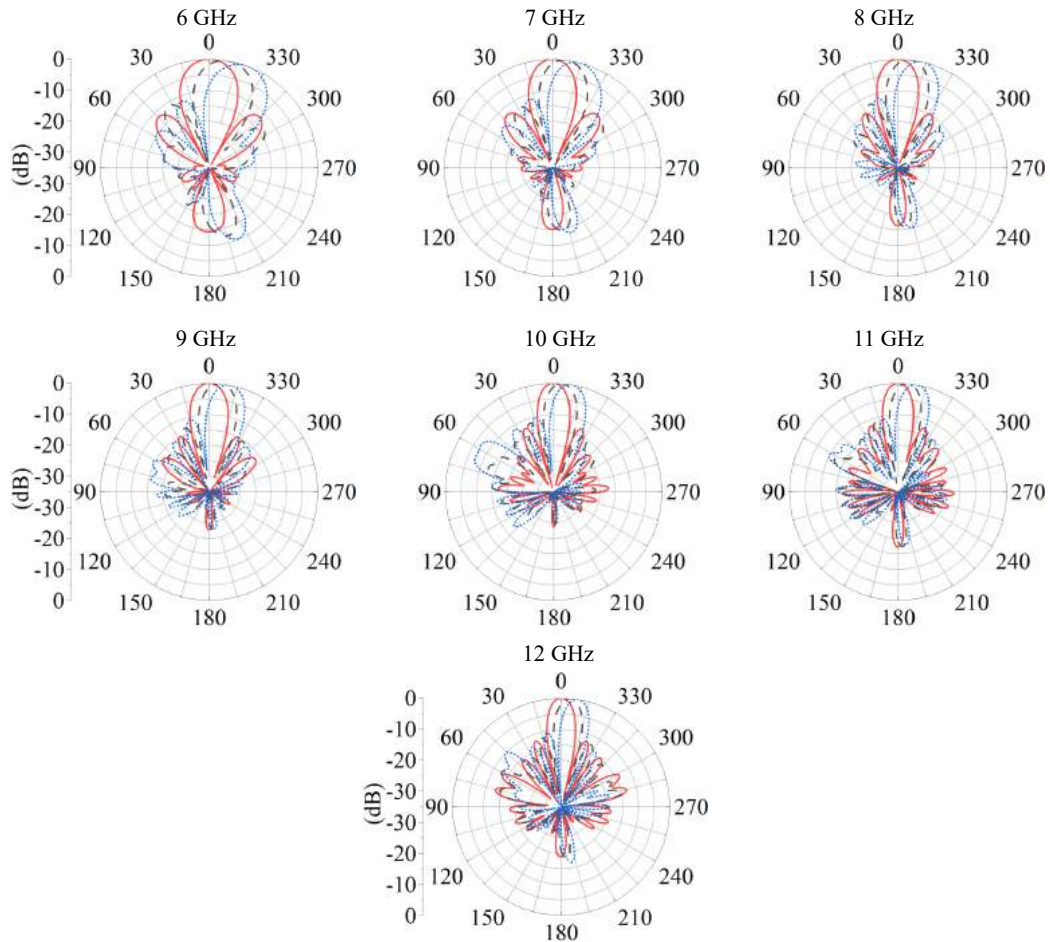 6 GHz 7 GHz 8 GHz
0 0 0
30 330 30 330 30 330
0
-10 60 300 60 300 60 300
-20
-30 90 270 90 270 90 270
(dB)
-30
-20 120 240 120 240 120 240
-10
0 150 210 150 210 150 210
180 180 180
9 GHz 10 GHz 11 GHz
0 0 0
30 330 30 330 30 330
0
-10 60 300 60 300 60 300
-20
-30 90 270 90 270 90 270
(dB)
-30
-20 120 240 120 240 120 240
-10
0 150 210 150 210 150 210
180 180 180
12 GHz
0
30 330
0
-10 60 300
-20
-30 90 270
(dB)
-30
-20 120 240
-10
0 150 210
180